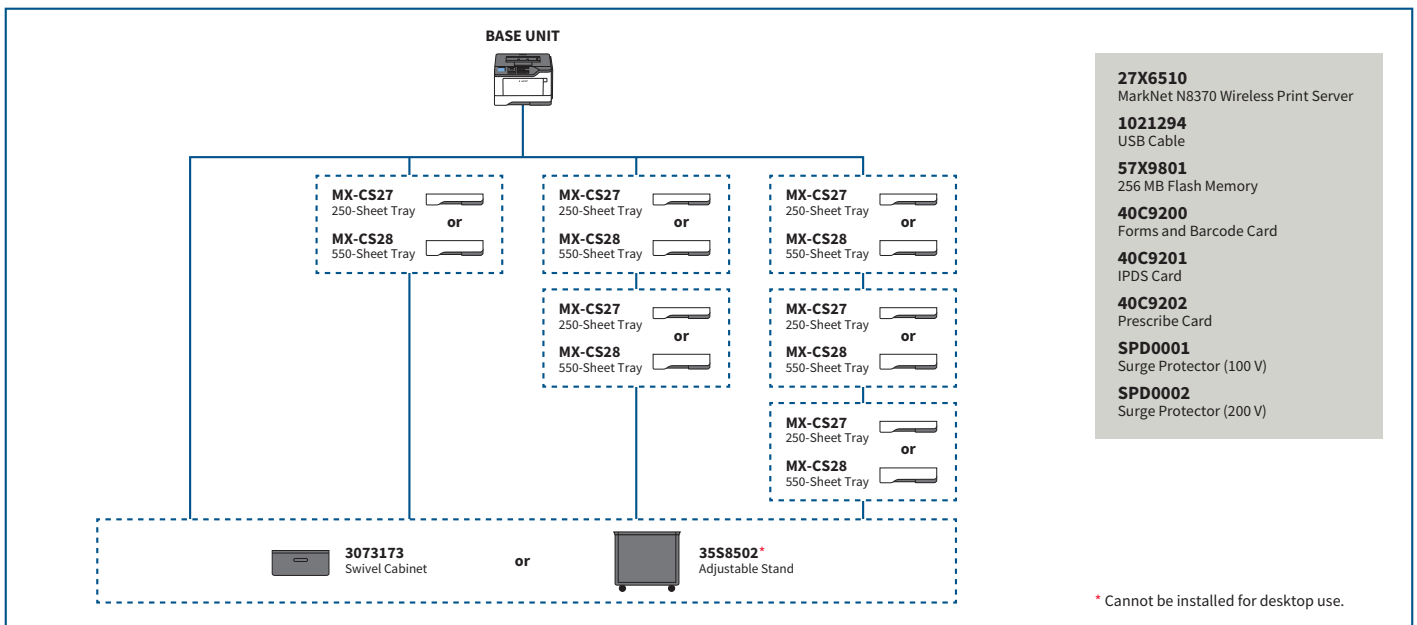 BASE UNIT
MX-CS27
250-Sheet Tray
or
MX-CS28
550-Sheet Tray
MX-CS27
250-Sheet Tray
or
MX-CS28
550-Sheet Tray
MX-CS27
250-Sheet Tray
or
MX-CS28
550-Sheet Tray
MX-CS27
250-Sheet Tray
or
MX-CS28
550-Sheet Tray
MX-CS27
250-Sheet Tray
or
MX-CS28
550-Sheet Tray
MX-CS27
250-Sheet Tray
or
MX-CS28
550-Sheet Tray
3073173
Swivel Cabinet
or
35S8502*
Adjustable Stand
27X6510
MarkNet N8370 Wireless Print Server
1021294
USB Cable
57X9801
256 MB Flash Memory
40C9200
Forms and Barcode Card
40C9201
IPDS Card
40C9202
Prescribe Card
SPD0001
Surge Protector (100 V)
SPD0002
Surge Protector (200 V)
* Cannot be installed for desktop use.